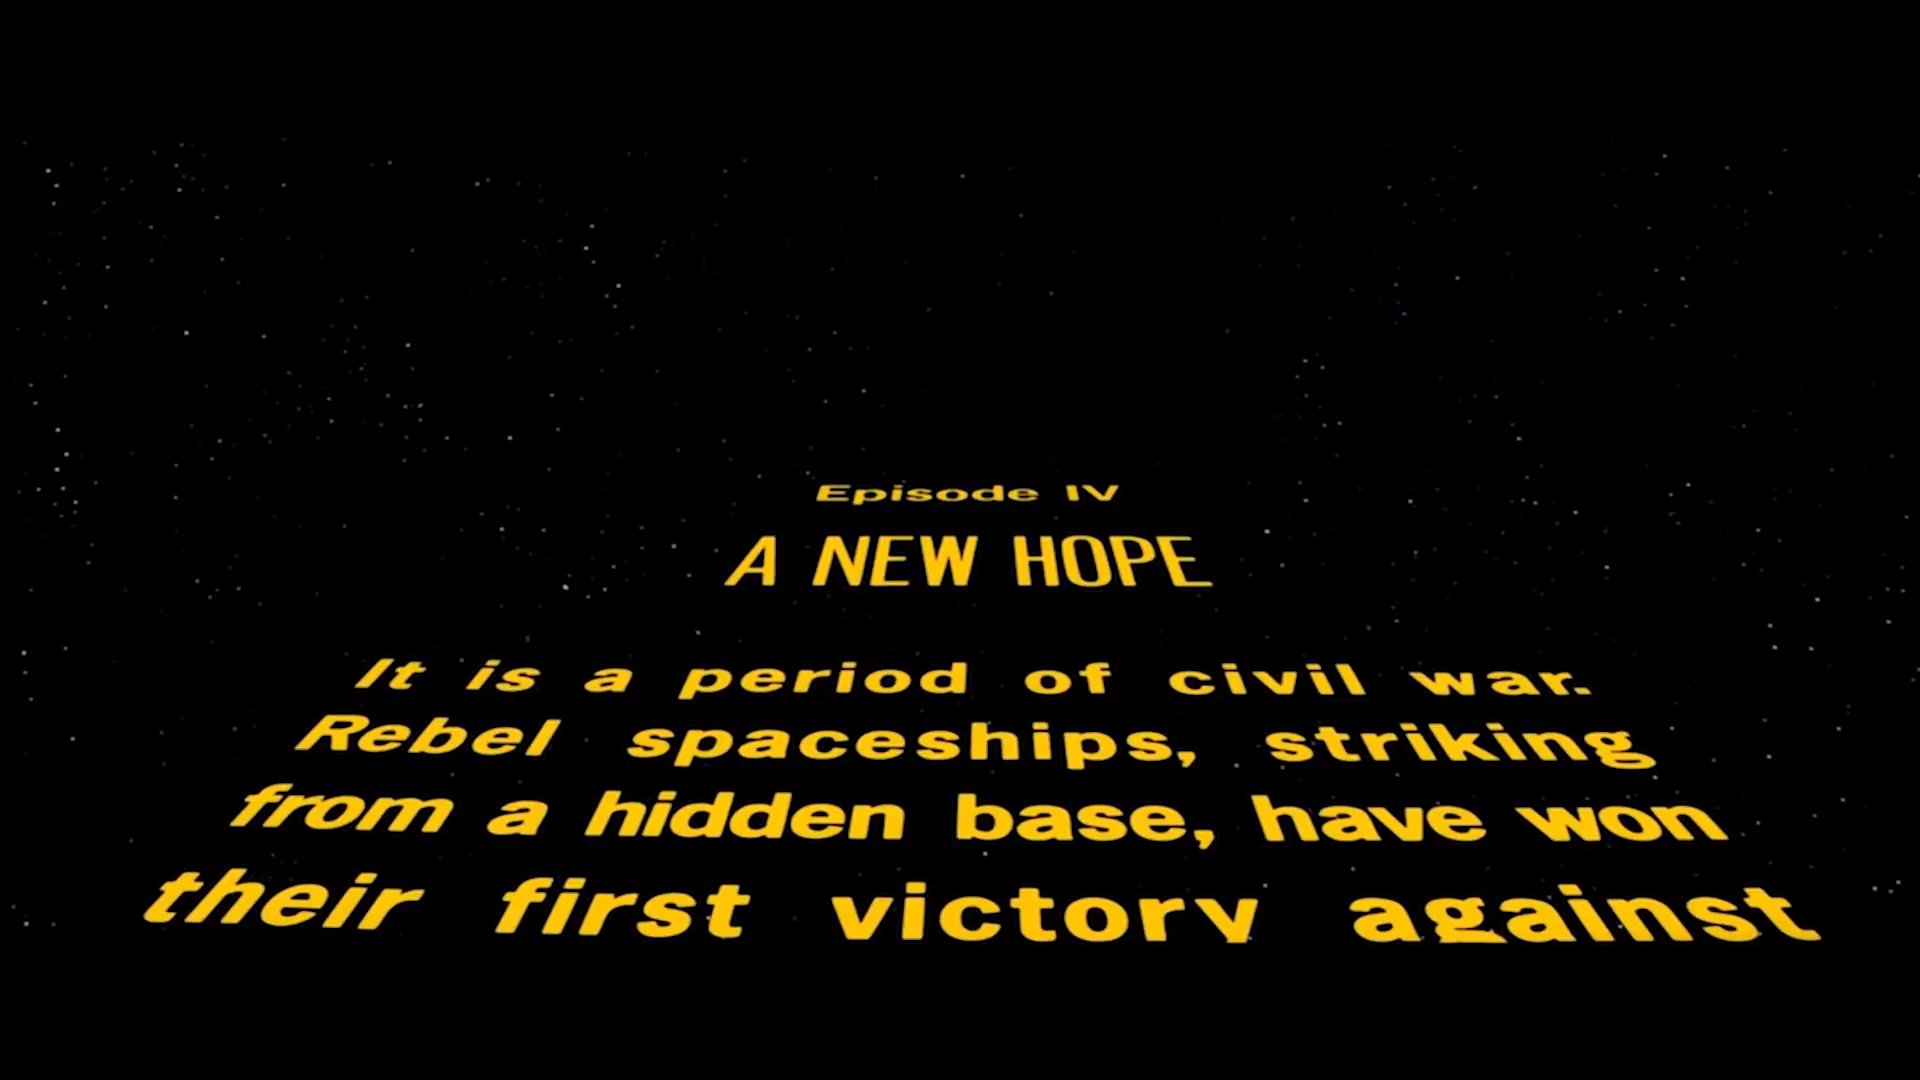 Episode IV
A NEW HOPE
It is a period of civil war.
Rebel spaceships, striking
from a hidden base, have won
their first victory against